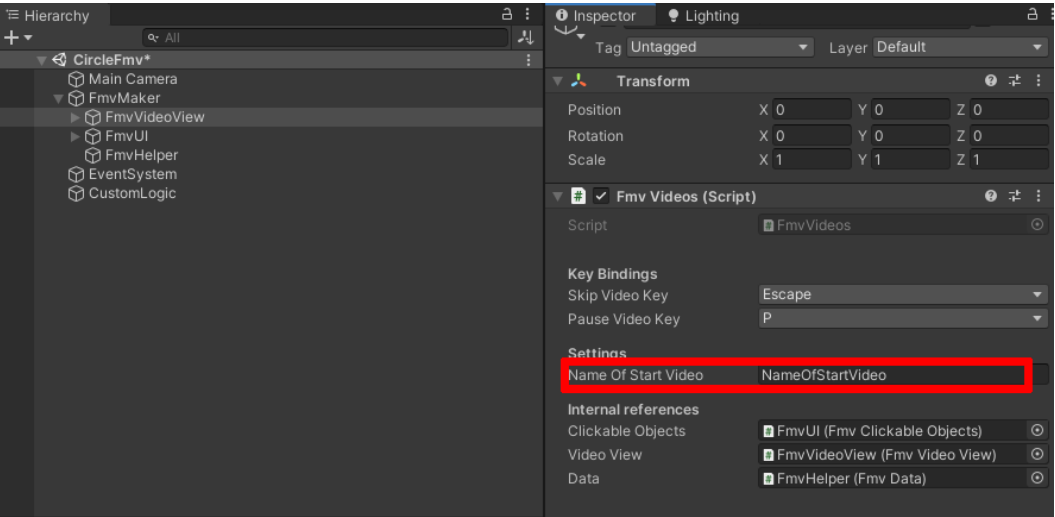 Hierarchy
All
CircleFmv*
Main Camera
FmvMaker
FmvVideoView
FmvUI
FmvHelper
EventSystem
CustomLogic
Inspector Lighting
Tag Untagged Layer Default
Transform
Position X 0 Y 0 Z 0
Rotation X 0 Y 0 Z 0
Scale X 1 Y 1 Z 1
# Fmv Videos (Script)
Script FmvVideos
Key Bindings
Skip Video Key Escape
Pause Video Key P
Settings
Name Of Start Video NameOfStartVideo
Internal references
Clickable Objects FmvUI (Fmv Clickable Objects)
Video View FmvVideoView (Fmv Video View)
Data FmvHelper (Fmv Data)